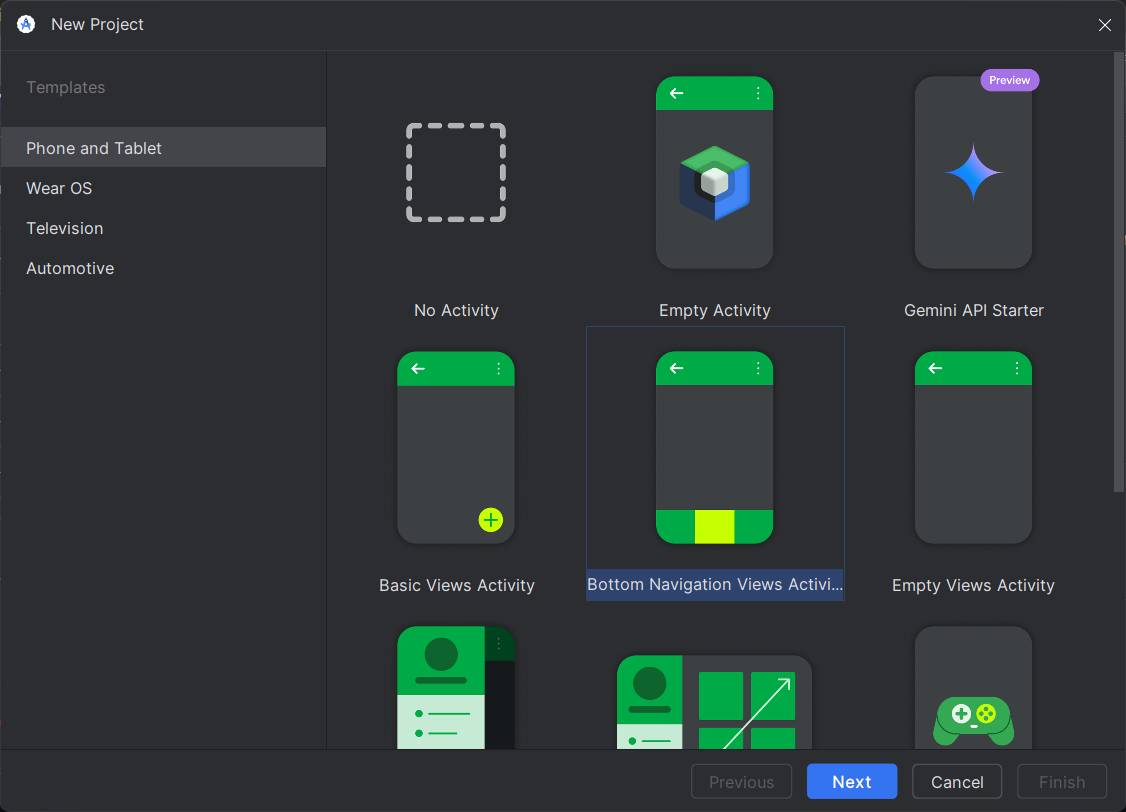 New Project
Templates
Phone and Tablet
Wear OS
Television
Automotive
Preview
No Activity
Empty Activity
Gemini API Starter
Basic Views Activity
Bottom Navigation Views Activi...
Empty Views Activity
Previous
Next
Cancel
Finish